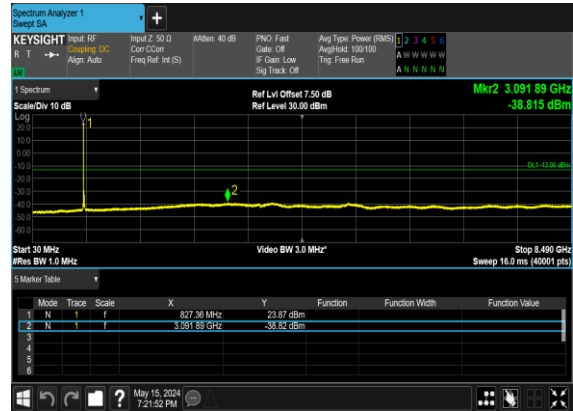 Spectrum Analyzer 1
Swept SA
+
KEYSIGHT Input: RF Input Z: 50 Ω #Atten: 40 dB PNO: Fast Avg Type: Power (RMS) 1 2 3 4 5 6
R T Coupling: DC Corr CCorr Gate: Off Avg|Hold: 100/100 A W W W W W
Align: Auto Freq Ref: Int (S) IF Gain: Low Trig: Free Run
LW Sig Track: Off A N N N N N
1 Spectrum Ref Lvl Offset 7.50 dB Mkr2 3.091 89 GHz
Scale/Div 10 dB Ref Level 30.00 dBm -38.815 dBm
Log
1
20.0
10.0
0.00
-10.0
DL1 -13.00 dBm
-20.0
-30.0
2
-40.0
-50.0
-60.0
Start 30 MHz Video BW 3.0 MHz* Stop 8.490 GHz
#Res BW 1.0 MHz Sweep 16.0 ms (40001 pts)
5 Marker Table
Mode Trace Scale X Y Function Function Width Function Value
1 N 1 f 827.36 MHz 23.87 dBm
2 N 1 f 3.091 89 GHz -38.82 dBm
3
4
5
6
? May 15, 2024
7:21:52 PM